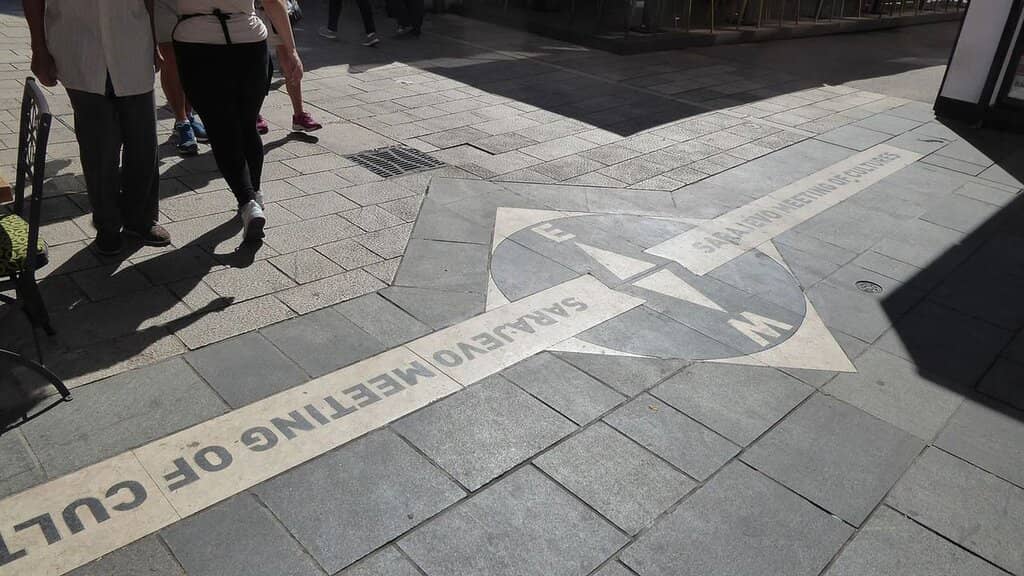 SARAJEVO MEETING OF CULTURES
E
W
SARAJEVO MEETING OF CULT